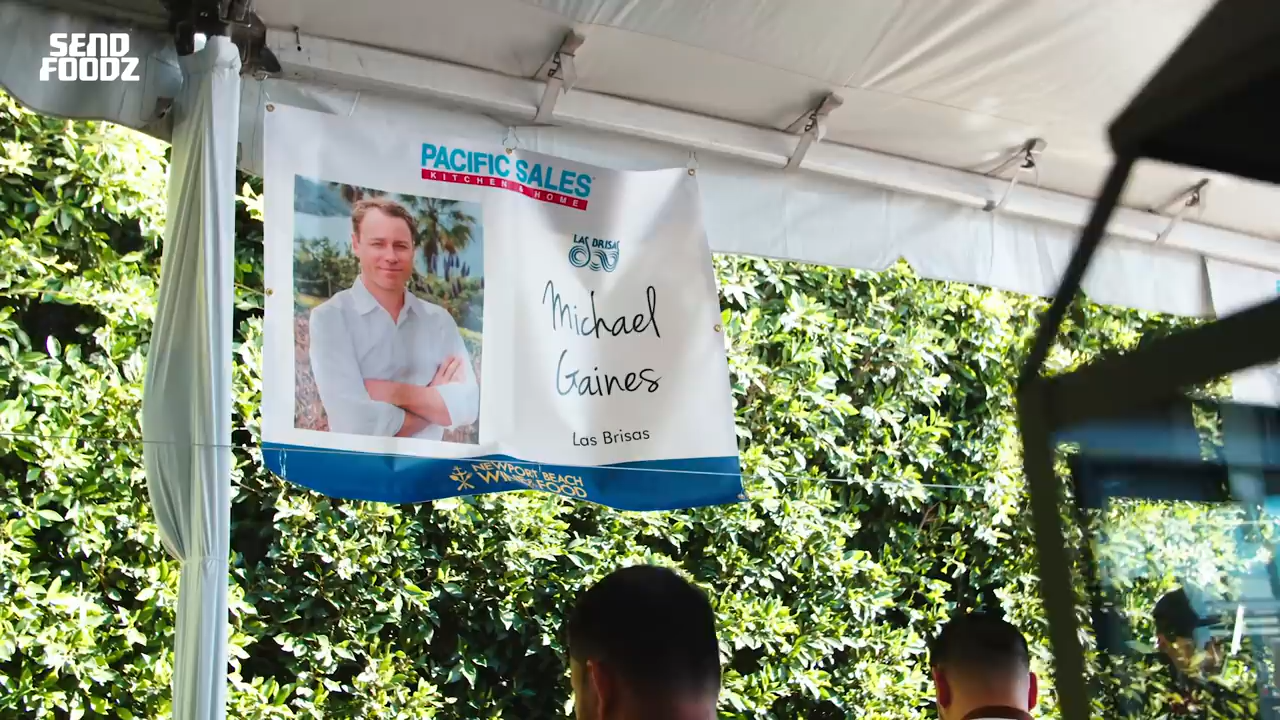 SEND
FOODZ
PACIFIC SALES
KITCHEN & HOME
LAS BRISAS
Michael
Gaines
Las Brisas
NEWPORT BEACH
WINE & FOOD